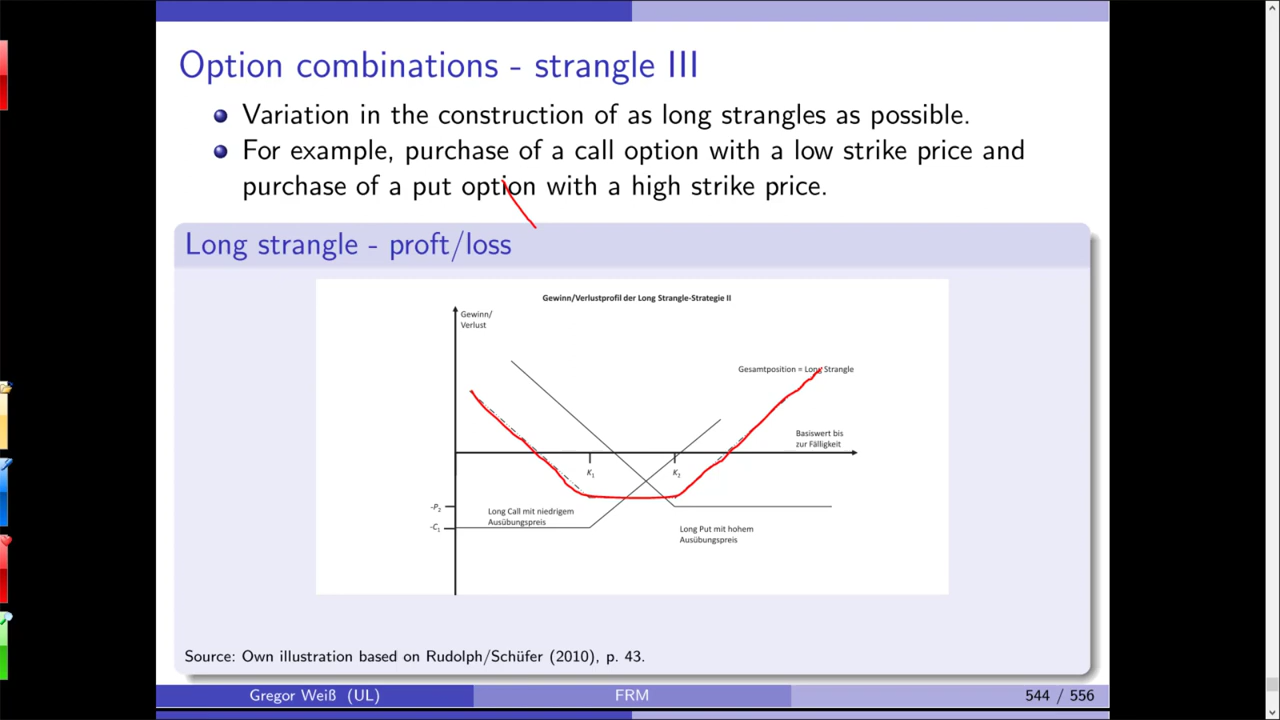 Option combinations - strangle III
Variation in the construction of as long strangles as possible.
For example, purchase of a call option with a low strike price and
purchase of a put option with a high strike price.
Long strangle - proft/loss
Gewinn/Verlustprofil der Long Strangle-Strategie II
Gewinn/
Verlust
Gesamtposition = Long Strangle
Basiswert bis
zur Fälligkeit
K₁
K₂
-P₂
-C₁
Long Call mit niedrigem
Ausübungspreis
Long Put mit hohem
Ausübungspreis
Source: Own illustration based on Rudolph/Schüfer (2010), p. 43.
Gregor Weiß (UL)
FRM
544 / 556